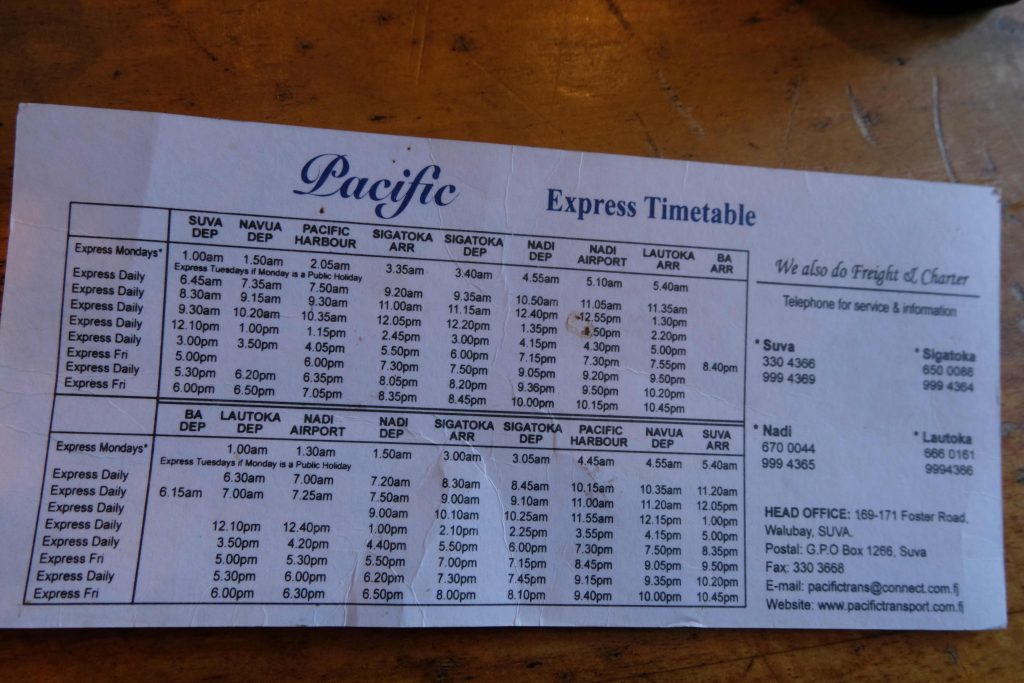 Pacific Express Timetable
SUVA DEP NAVUA DEP PACIFIC HARBOUR SIGATOKA ARR SIGATOKA DEP NADI DEP NADI AIRPORT LAUTOKA ARR BA ARR
Express Mondays* 1.00am 1.50am 2.05am 3.35am 3.40am 4.55am 5.10am 5.40am
Express Tuesdays if Monday is a Public Holiday
Express Daily 6.45am 7.35am 7.50am 9.20am 9.35am 10.50am 11.05am 11.35am
Express Daily 8.30am 9.15am 9.30am 11.00am 11.15am 12.40pm 12.55pm 1.30pm
Express Daily 9.30am 10.20am 10.35am 12.05pm 12.20pm 1.35pm 2.20pm
Express Daily 12.10pm 1.00pm 1.15pm 2.45pm 3.00pm 4.15pm 4.30pm 5.00pm
Express Daily 3.00pm 3.50pm 4.05pm 5.50pm 6.00pm 7.15pm 7.30pm 7.55pm 8.40pm
Express Fri 5.00pm 6.00pm 7.30pm 7.50pm 9.05pm 9.20pm 9.50pm
Express Daily 5.30pm 6.20pm 6.35pm 8.05pm 8.20pm 9.36pm 9.50pm 10.20pm
Express Fri 6.00pm 6.50pm 7.05pm 8.35pm 8.45pm 10.00pm 10.15pm 10.45pm
BA DEP LAUTOKA DEP NADI AIRPORT NADI DEP SIGATOKA ARR SIGATOKA DEP PACIFIC HARBOUR NAVUA DEP SUVA ARR
Express Mondays* 1.00am 1.30am 1.50am 3.00am 3.05am 4.45am 4.55am 5.40am
Express Tuesdays if Monday is a Public Holiday
Express Daily 6.30am 7.00am 7.20am 8.30am 8.45am 10.15am 10.35am 11.20am
Express Daily 6.15am 7.00am 7.25am 7.50am 9.00am 9.10am 11.00am 11.20am 12.05pm
Express Daily 9.00am 10.10am 10.25am 11.55am 12.15pm 1.00pm
Express Daily 12.10pm 12.40pm 1.00pm 2.10pm 2.25pm 3.55pm 4.15pm 5.00pm
Express Daily 3.50pm 4.20pm 4.40pm 5.50pm 6.00pm 7.30pm 7.50pm 8.35pm
Express Fri 5.00pm 5.30pm 5.50pm 7.00pm 7.15pm 8.45pm 9.05pm 9.50pm
Express Daily 5.30pm 6.00pm 6.20pm 7.30pm 7.45pm 9.15pm 9.35pm 10.20pm
Express Fri 6.00pm 6.30pm 6.50pm 8.00pm 8.10pm 9.40pm 10.00pm 10.45pm
We also do Freight & Charter
Telephone for service & information
* Suva
330 4366
999 4369
* Sigatoka
650 0086
999 4364
* Nadi
670 0044
999 4365
* Lautoka
666 0161
9994366
HEAD OFFICE: 169-171 Foster Road,
Walubay, SUVA.
Postal: G.P.O Box 1266, Suva
Fax: 330 3668
E-mail: pacifictrans@connect.com.fj
Website: www.pacifictransport.com.fj